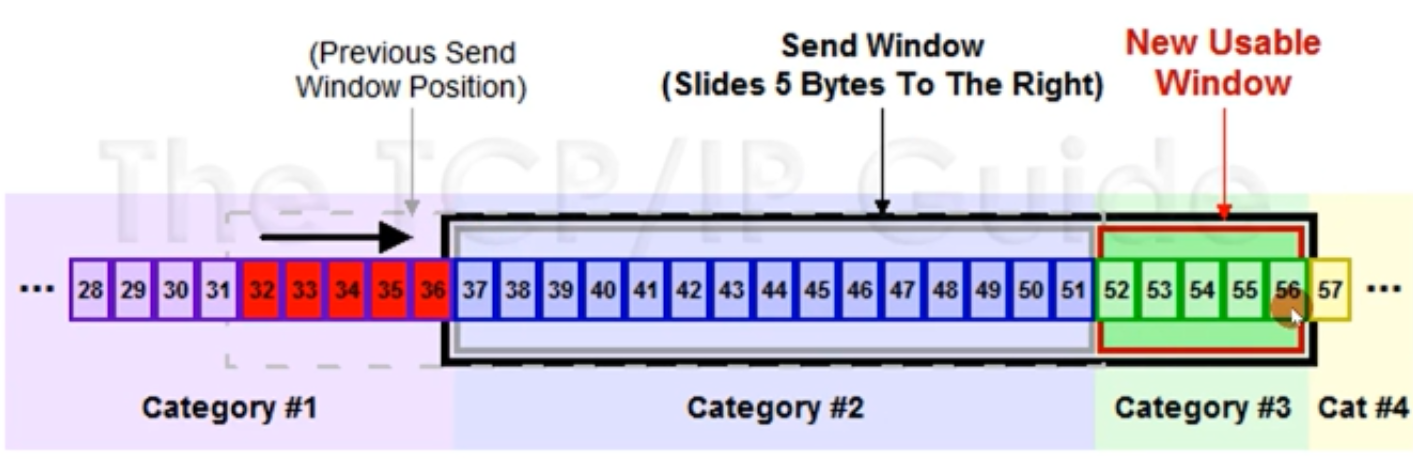 (Previous Send
Window Position)
Send Window
(Slides 5 Bytes To The Right)
New Usable
Window
The TCP/IP Guide
... 28 29 30 31 32 33 34 35 36 37 38 39 40 41 42 43 44 45 46 47 48 49 50 51 52 53 54 55 56 57 ...
Category #1
Category #2
Category #3
Cat #4